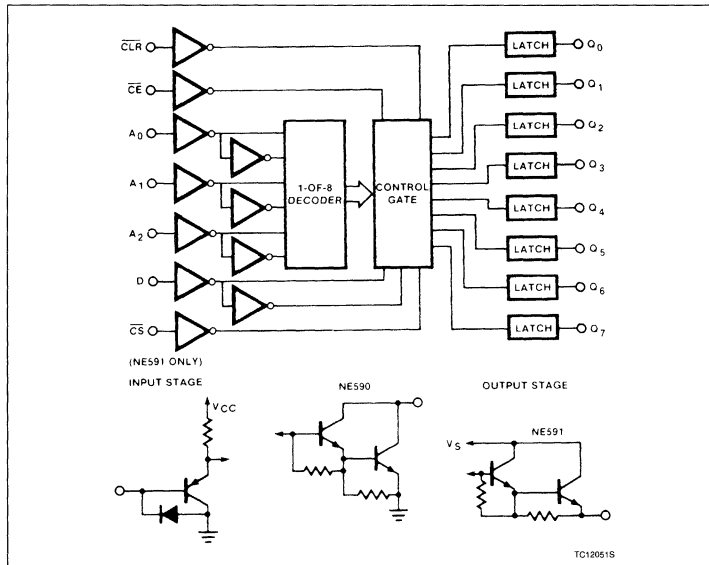 CLR
CE
A0
A1
A2
D
CS
(NE591 ONLY)
1-OF-8
DECODER
CONTROL
GATE
LATCH Q0
LATCH Q1
LATCH Q2
LATCH Q3
LATCH Q4
LATCH Q5
LATCH Q6
LATCH Q7
INPUT STAGE
VCC
NE590
OUTPUT STAGE
NE591
VS
TC12051S